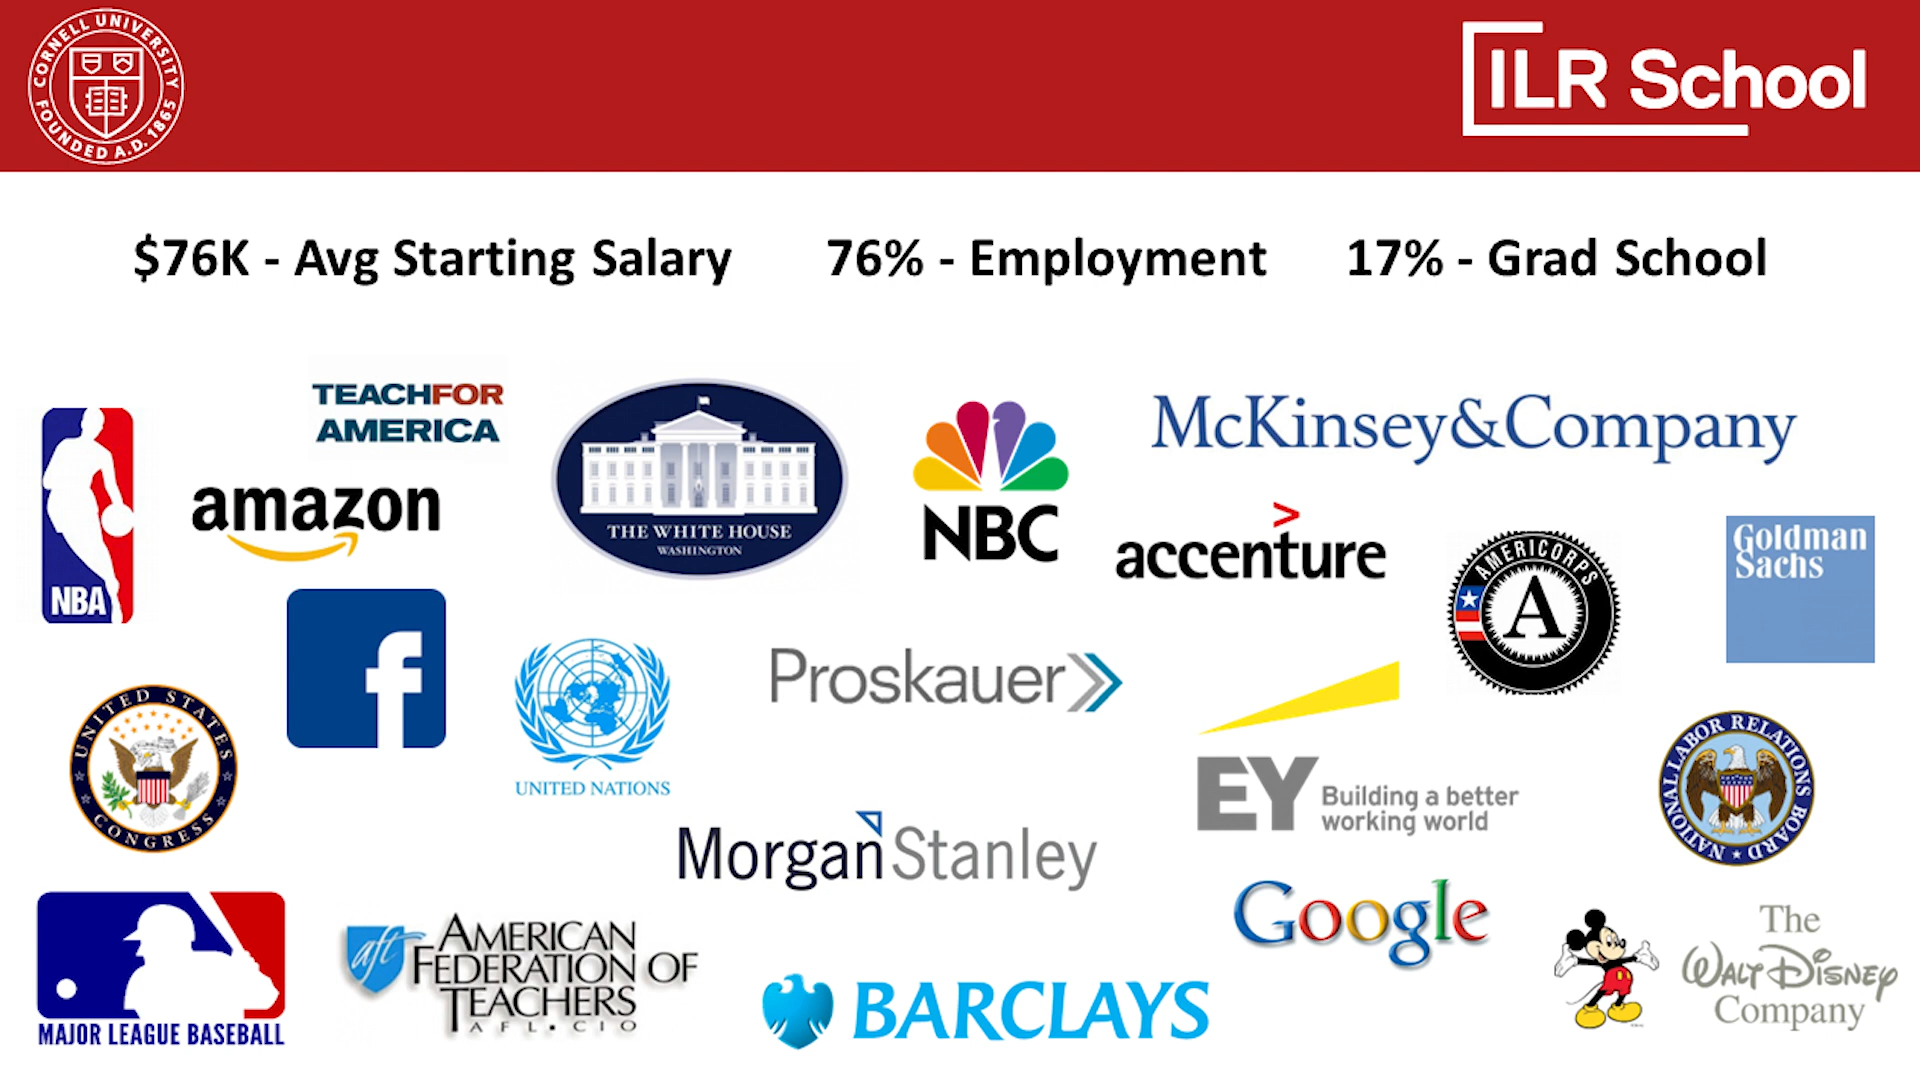 CORNELL UNIVERSITY
FOUNDED A.D. 1865
ILR School
$76K - Avg Starting Salary
76% - Employment
17% - Grad School
TEACHFOR
AMERICA
NBA
amazon
THE WHITE HOUSE
WASHINGTON
NBC
McKinsey&Company
>
accenture
AMERICORPS
A
Goldman
Sachs
f
UNITED STATES
CONGRESS
UNITED NATIONS
Proskauer
EY
Building a better
working world
NATIONAL LABOR RELATIONS BOARD
Morgan Stanley
MAJOR LEAGUE BASEBALL
aft
AMERICAN
FEDERATION OF
TEACHERS
AFL•CIO
BARCLAYS
Google
The
WALT DISNEY
Company